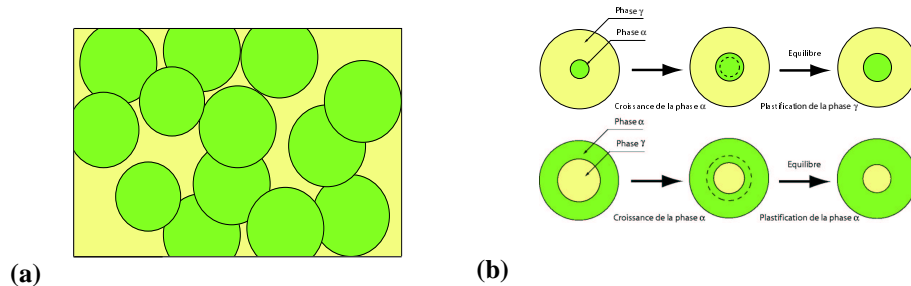 Phase γ
Phase α
Equilibre
Croissance de la phase α
Plastification de la phase γ
Phase α
Phase γ
Equilibre
Croissance de la phase α
Plastification de la phase α
(a)
(b)